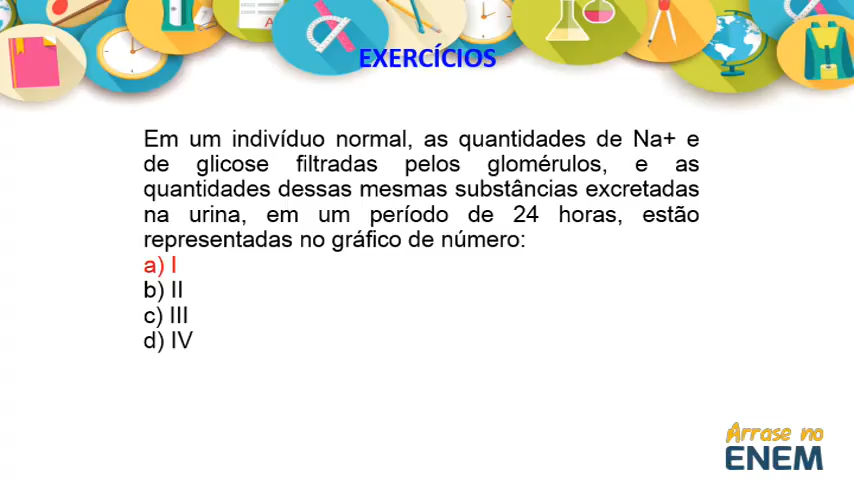 EXERCÍCIOS
Em um indivíduo normal, as quantidades de Na+ e
de glicose filtradas pelos glomérulos, e as
quantidades dessas mesmas substâncias excretadas
na urina, em um período de 24 horas, estão
representadas no gráfico de número:
a) I
b) II
c) III
d) IV
Arrase no
ENEM